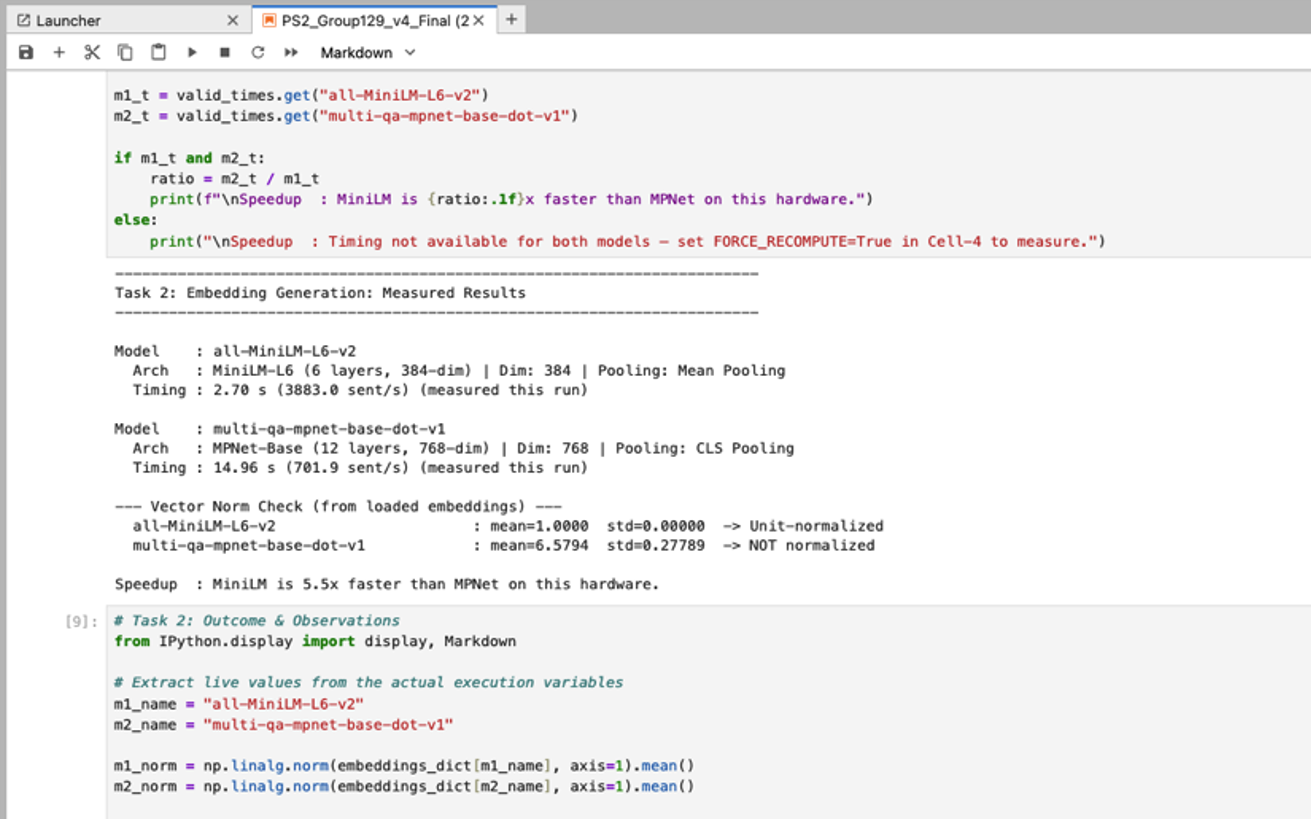 Launcher
PS2_Group129_v4_Final (2
Markdown
m1_t = valid_times.get("all-MiniLM-L6-v2")
m2_t = valid_times.get("multi-qa-mpnet-base-dot-v1")
if m1_t and m2_t:
    ratio = m2_t / m1_t
    print(f"\nSpeedup  : MiniLM is {ratio:.1f}x faster than MPNet on this hardware.")
else:
    print("\nSpeedup  : Timing not available for both models — set FORCE_RECOMPUTE=True in Cell-4 to measure.")
------------------------------------------------------------------------
Task 2: Embedding Generation: Measured Results
------------------------------------------------------------------------
Model    : all-MiniLM-L6-v2
  Arch   : MiniLM-L6 (6 layers, 384-dim) | Dim: 384 | Pooling: Mean Pooling
  Timing : 2.70 s (3883.0 sent/s) (measured this run)
Model    : multi-qa-mpnet-base-dot-v1
  Arch   : MPNet-Base (12 layers, 768-dim) | Dim: 768 | Pooling: CLS Pooling
  Timing : 14.96 s (701.9 sent/s) (measured this run)
--- Vector Norm Check (from loaded embeddings) ---
  all-MiniLM-L6-v2                      : mean=1.0000  std=0.00000  -> Unit-normalized
  multi-qa-mpnet-base-dot-v1            : mean=6.5794  std=0.27789  -> NOT normalized
Speedup  : MiniLM is 5.5x faster than MPNet on this hardware.
[9]: # Task 2: Outcome & Observations
from IPython.display import display, Markdown
# Extract live values from the actual execution variables
m1_name = "all-MiniLM-L6-v2"
m2_name = "multi-qa-mpnet-base-dot-v1"
m1_norm = np.linalg.norm(embeddings_dict[m1_name], axis=1).mean()
m2_norm = np.linalg.norm(embeddings_dict[m2_name], axis=1).mean()